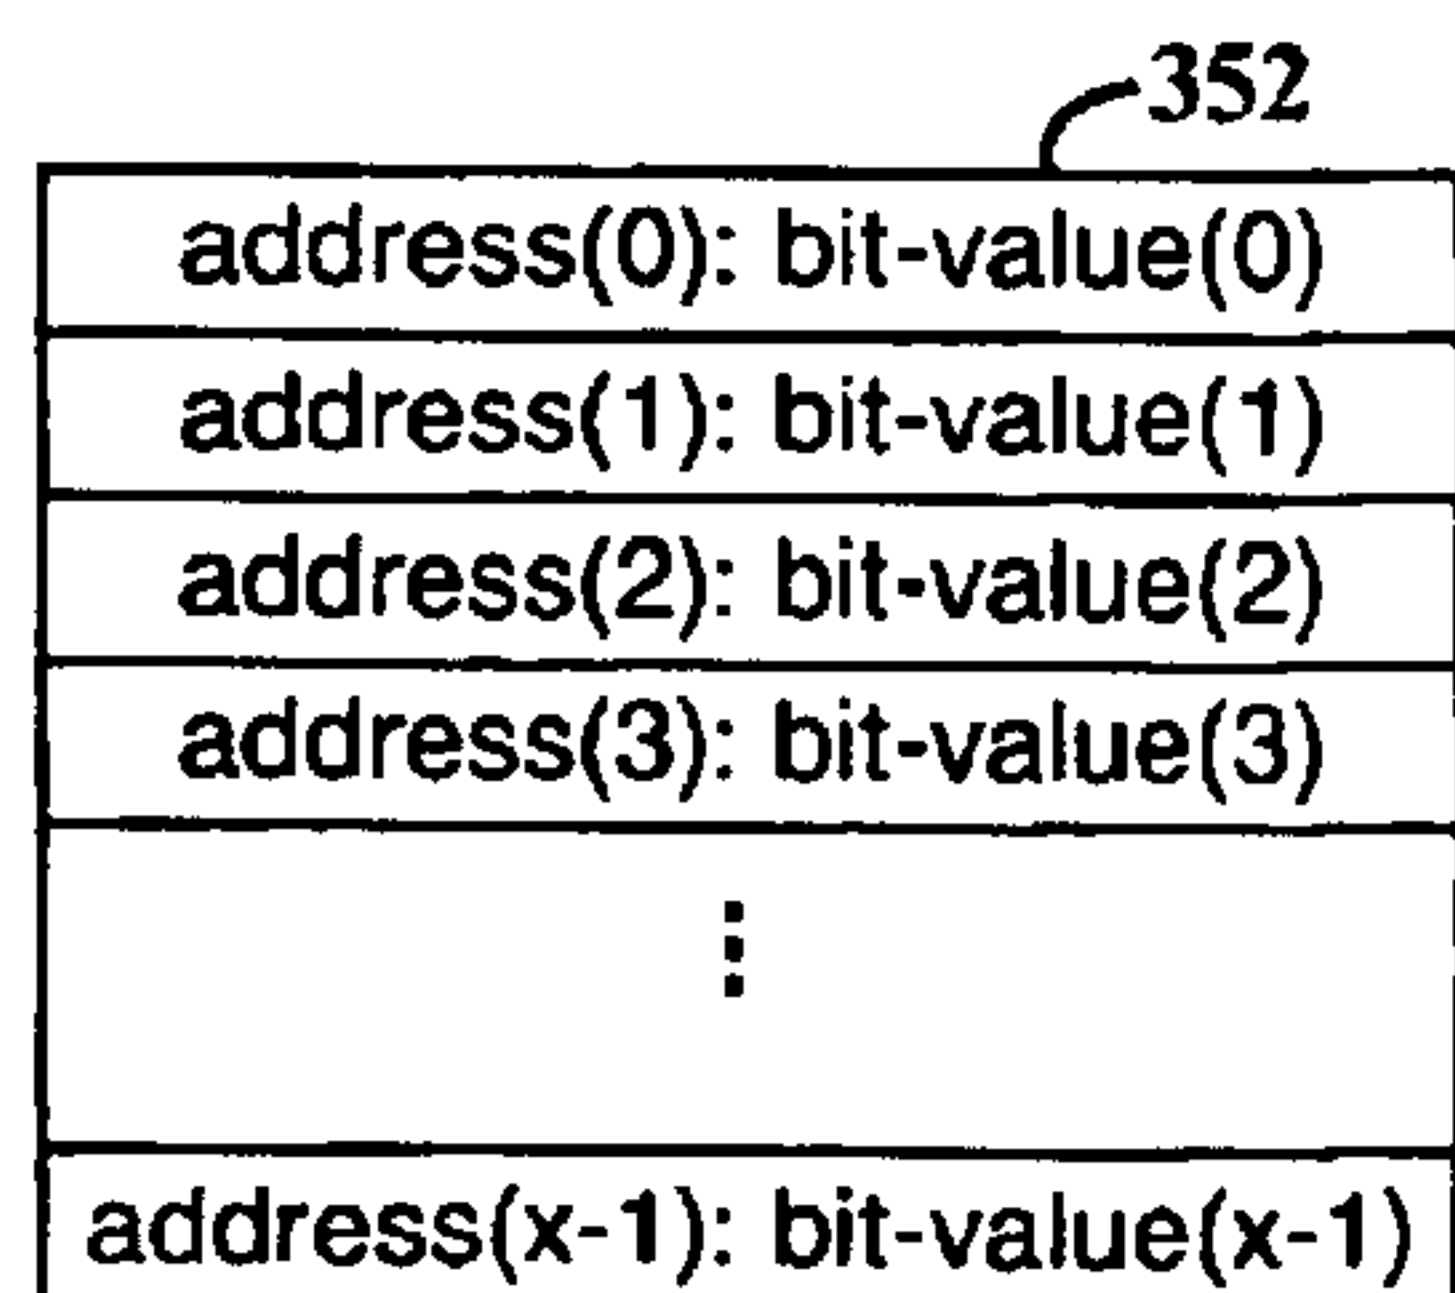 352
address(0): bit-value(0)
address(1): bit-value(1)
address(2): bit-value(2)
address(3): bit-value(3)
⋮
address(x-1): bit-value(x-1)